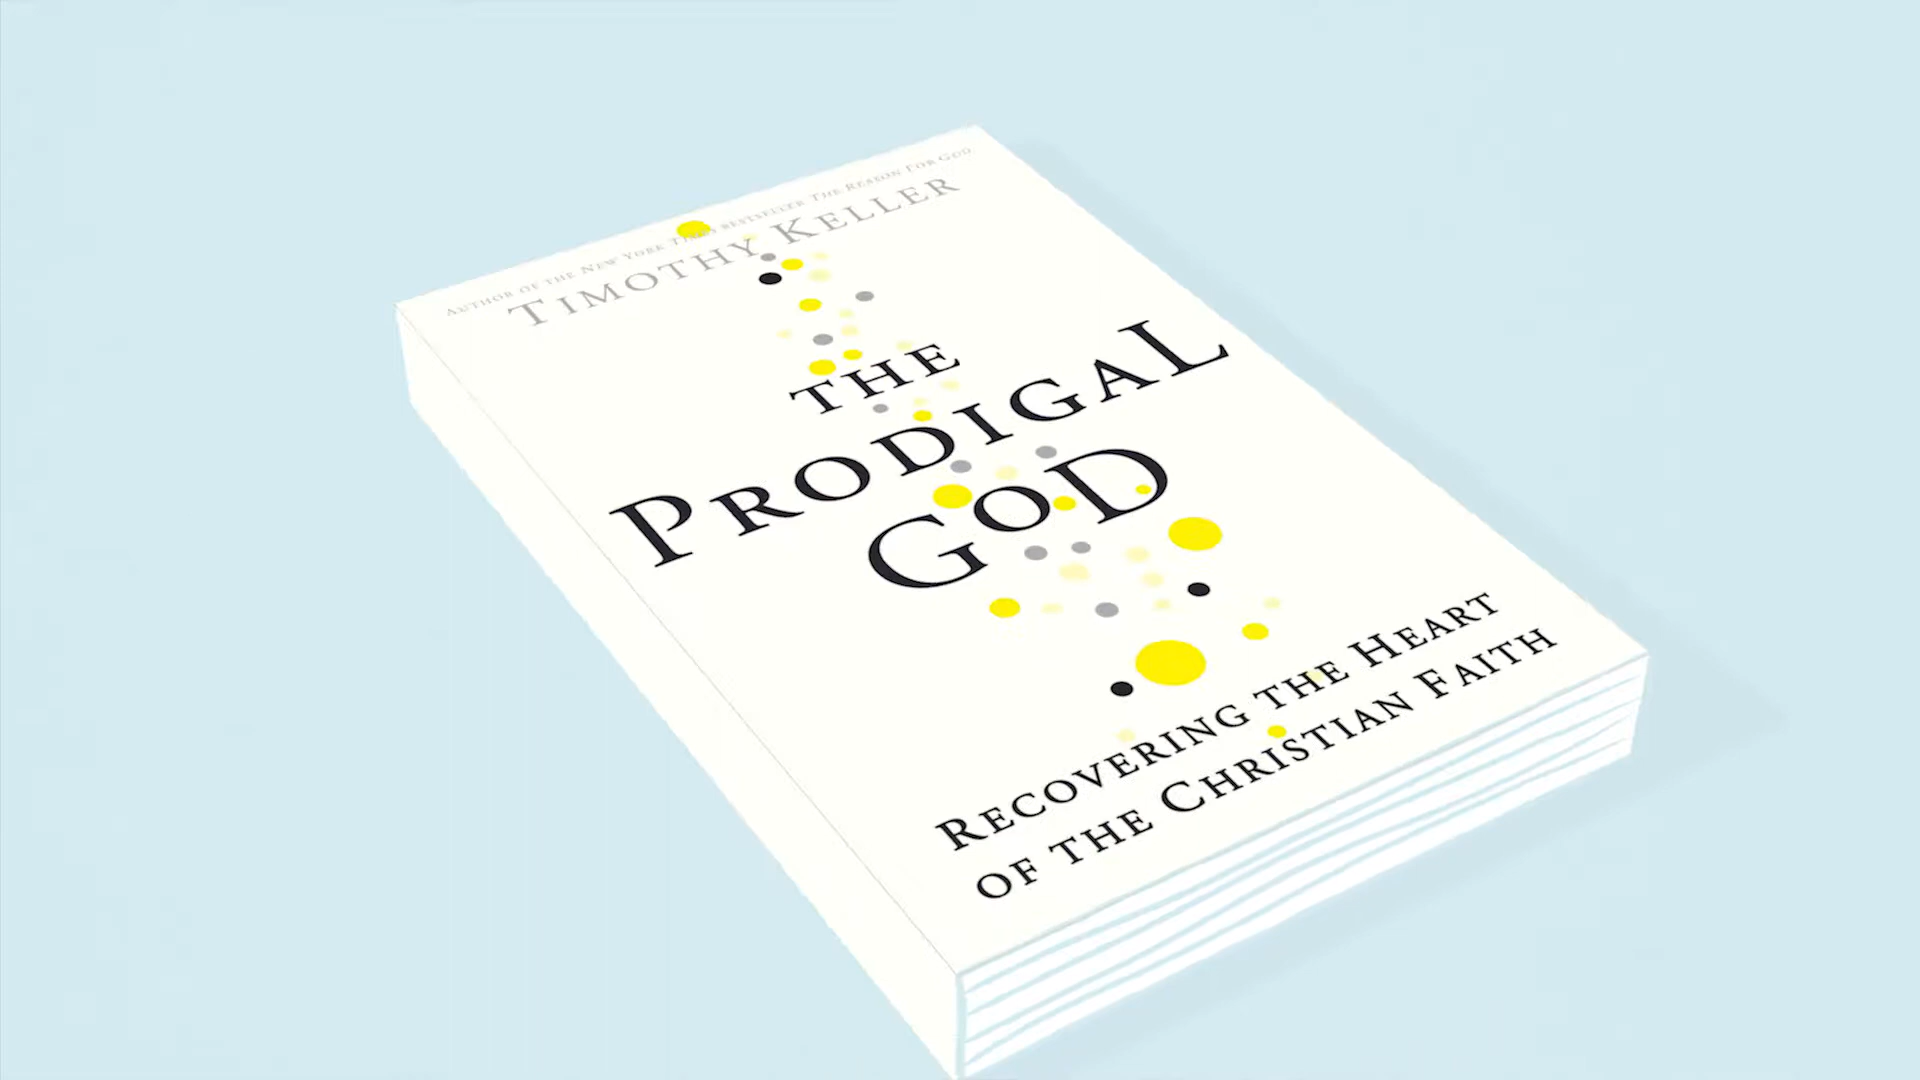 AUTHOR OF THE NEW YORK TIMES BESTSELLER THE REASON FOR GOD
TIMOTHY KELLER
THE
PRODIGAL
GOD
RECOVERING THE HEART
OF THE CHRISTIAN FAITH